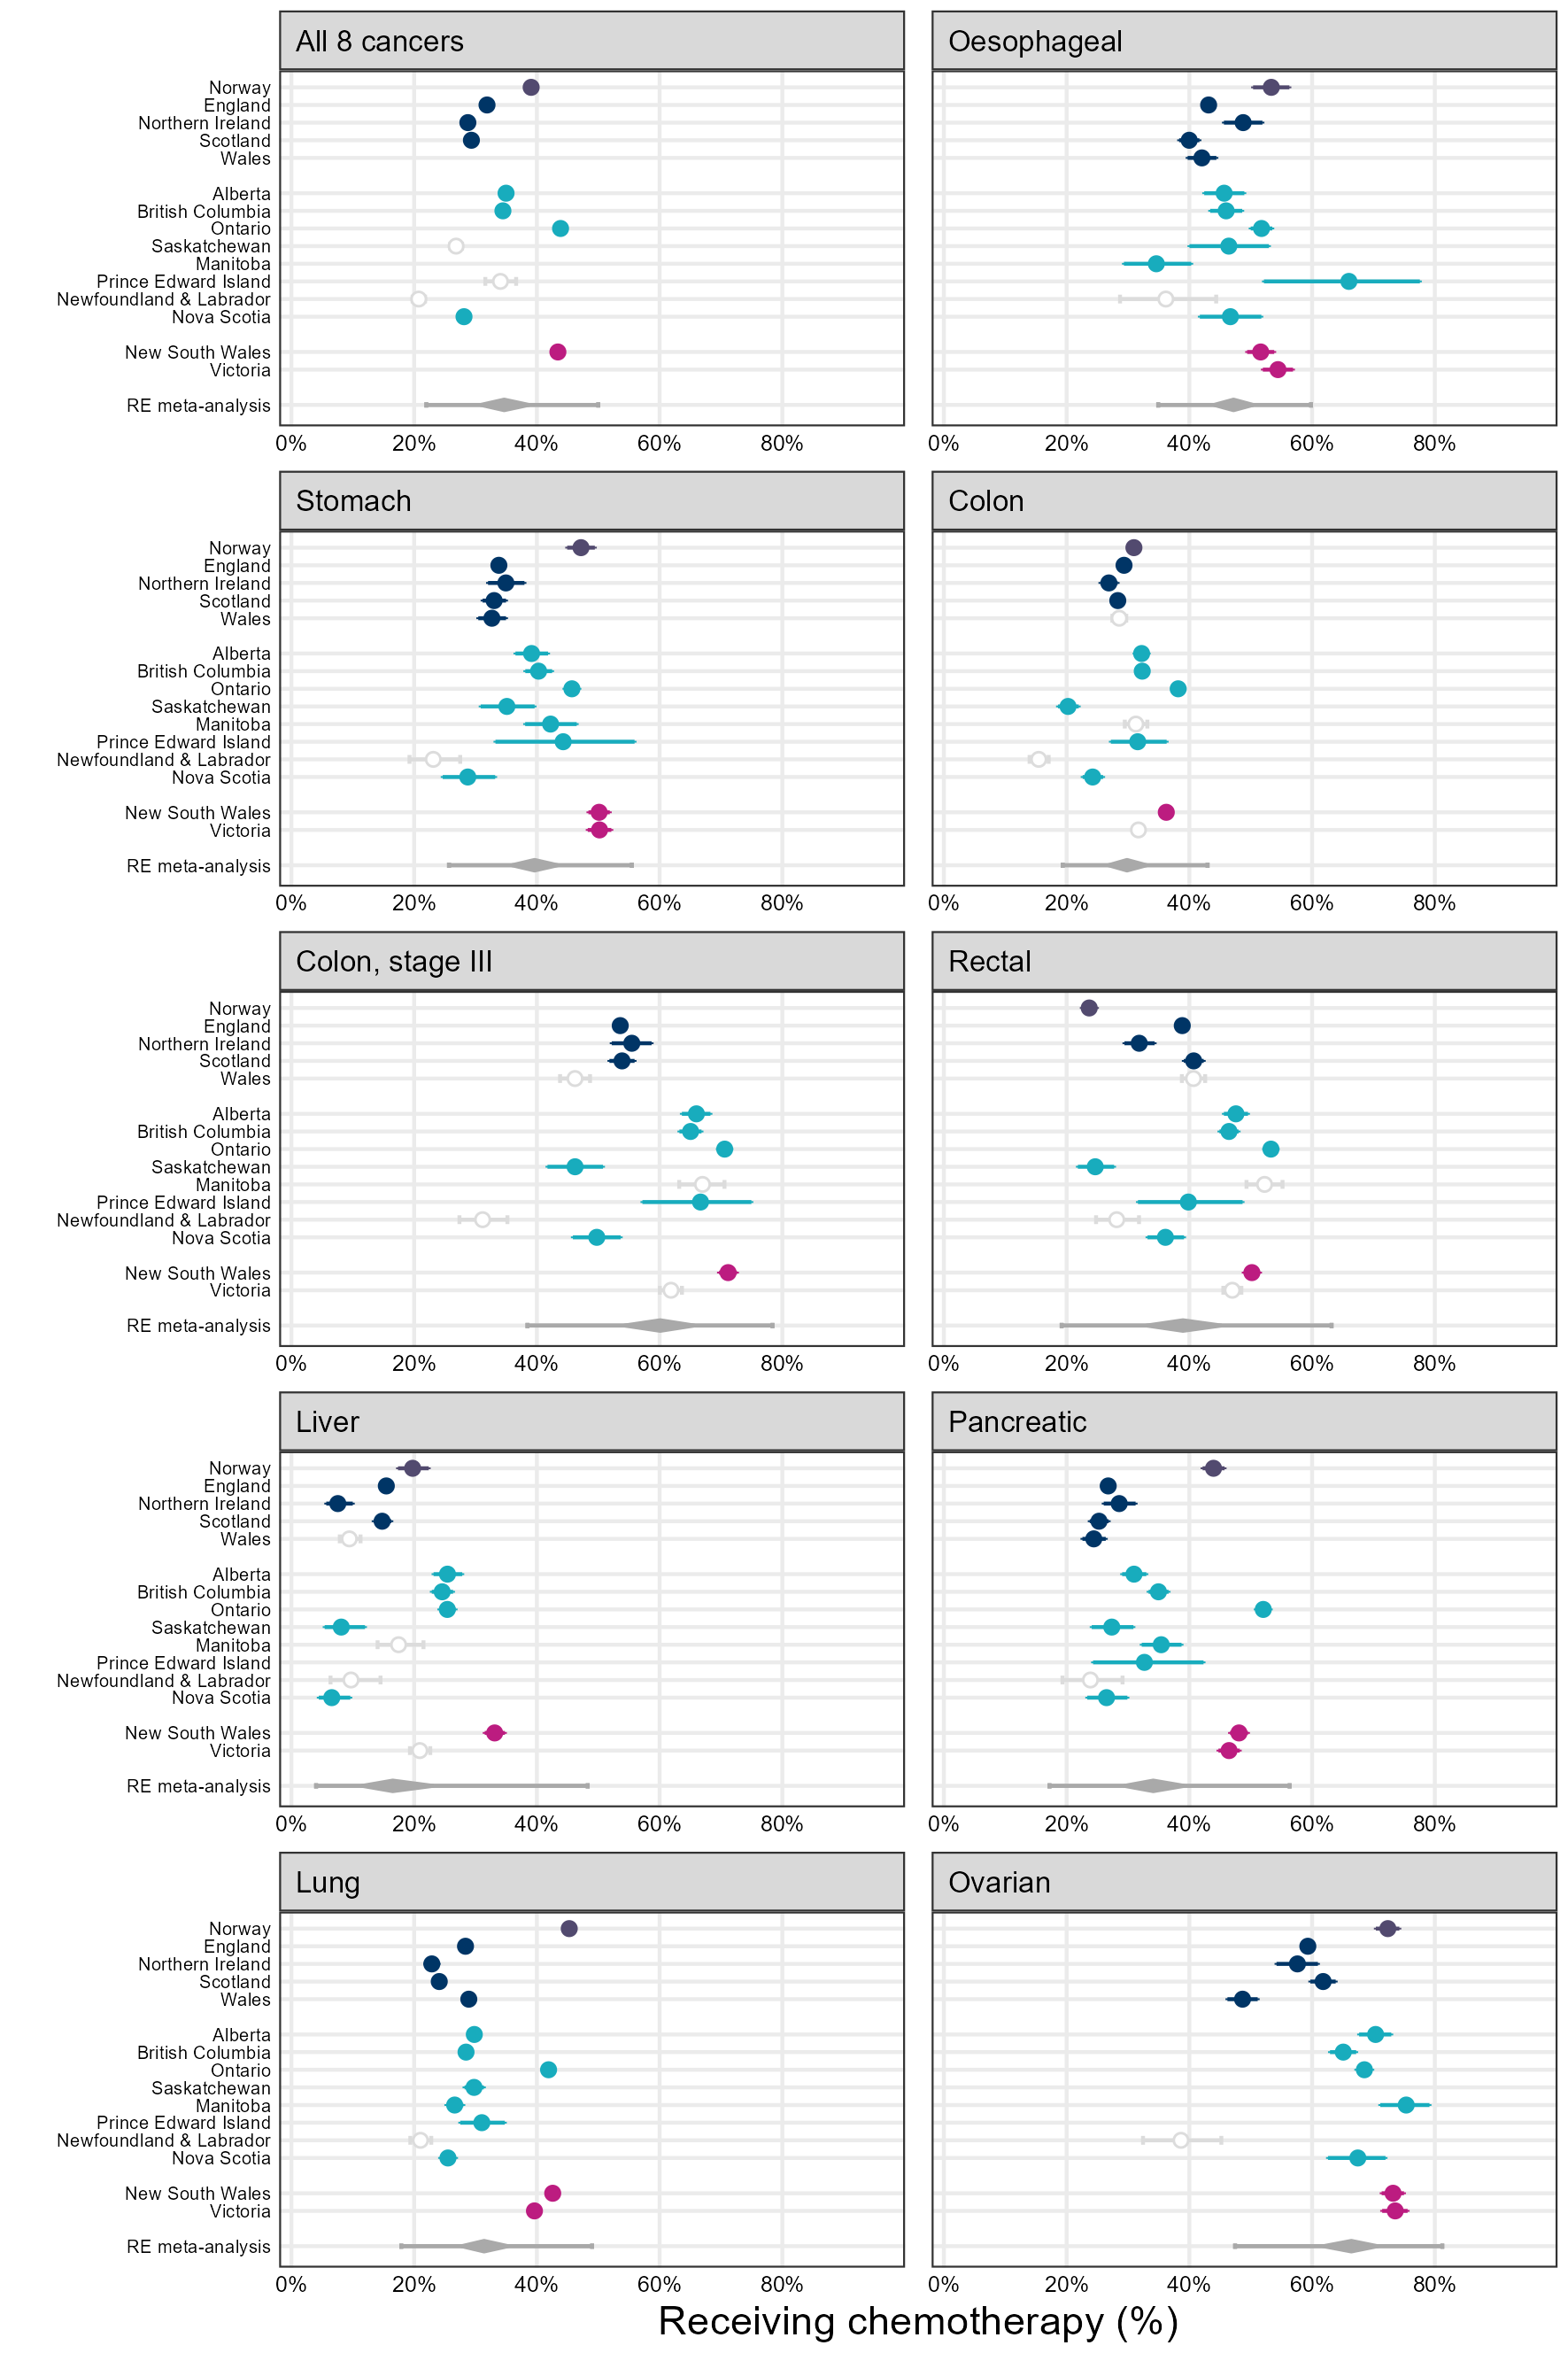 All 8 cancers
Oesophageal
Norway
England
Northern Ireland
Scotland
Wales
Alberta
British Columbia
Ontario
Saskatchewan
Manitoba
Prince Edward Island
Newfoundland & Labrador
Nova Scotia
New South Wales
Victoria
RE meta-analysis
0% 20% 40% 60% 80%
0% 20% 40% 60% 80%
Stomach
Colon
Norway
England
Northern Ireland
Scotland
Wales
Alberta
British Columbia
Ontario
Saskatchewan
Manitoba
Prince Edward Island
Newfoundland & Labrador
Nova Scotia
New South Wales
Victoria
RE meta-analysis
0% 20% 40% 60% 80%
0% 20% 40% 60% 80%
Colon, stage III
Rectal
Norway
England
Northern Ireland
Scotland
Wales
Alberta
British Columbia
Ontario
Saskatchewan
Manitoba
Prince Edward Island
Newfoundland & Labrador
Nova Scotia
New South Wales
Victoria
RE meta-analysis
0% 20% 40% 60% 80%
0% 20% 40% 60% 80%
Liver
Pancreatic
Norway
England
Northern Ireland
Scotland
Wales
Alberta
British Columbia
Ontario
Saskatchewan
Manitoba
Prince Edward Island
Newfoundland & Labrador
Nova Scotia
New South Wales
Victoria
RE meta-analysis
0% 20% 40% 60% 80%
0% 20% 40% 60% 80%
Lung
Ovarian
Norway
England
Northern Ireland
Scotland
Wales
Alberta
British Columbia
Ontario
Saskatchewan
Manitoba
Prince Edward Island
Newfoundland & Labrador
Nova Scotia
New South Wales
Victoria
RE meta-analysis
0% 20% 40% 60% 80%
0% 20% 40% 60% 80%
Receiving chemotherapy (%)